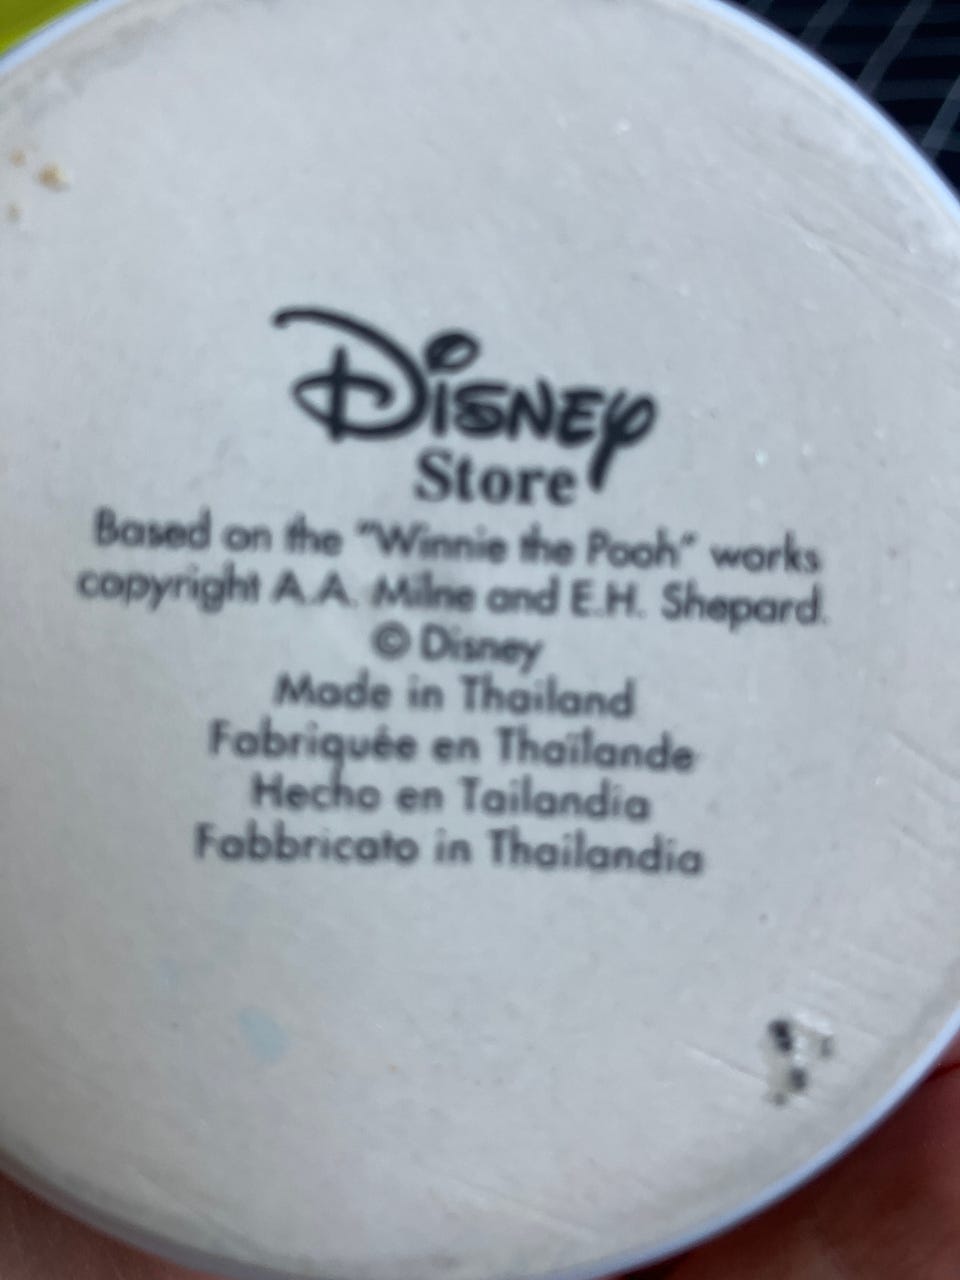 Disney
Store
Based on the "Winnie the Pooh" works
copyright A.A. Milne and E.H. Shepard.
© Disney
Made in Thailand
Fabriquée en Thaïlande
Hecho en Tailandia
Fabbricato in Thailandia